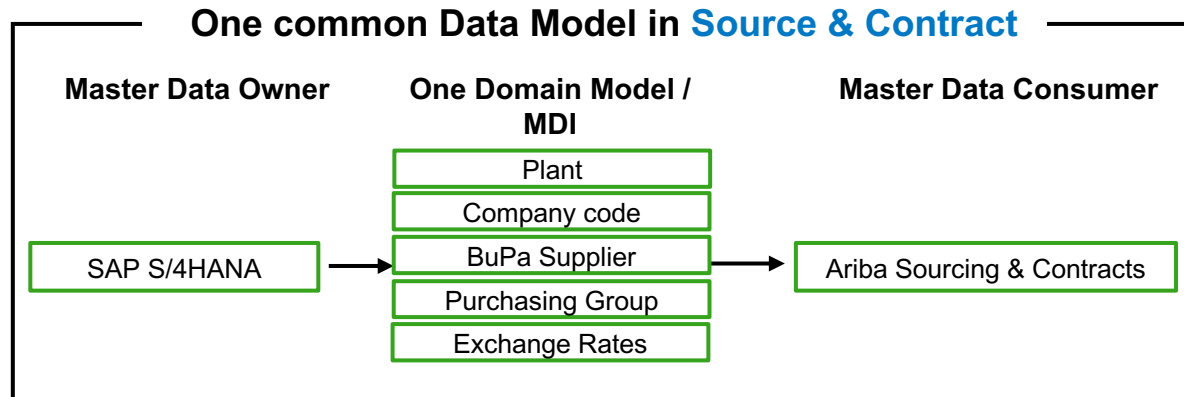 One common Data Model in Source & Contract
Master Data Owner
One Domain Model /
MDI
Master Data Consumer
Plant
Company code
BuPa Supplier
Purchasing Group
Exchange Rates
SAP S/4HANA
Ariba Sourcing & Contracts